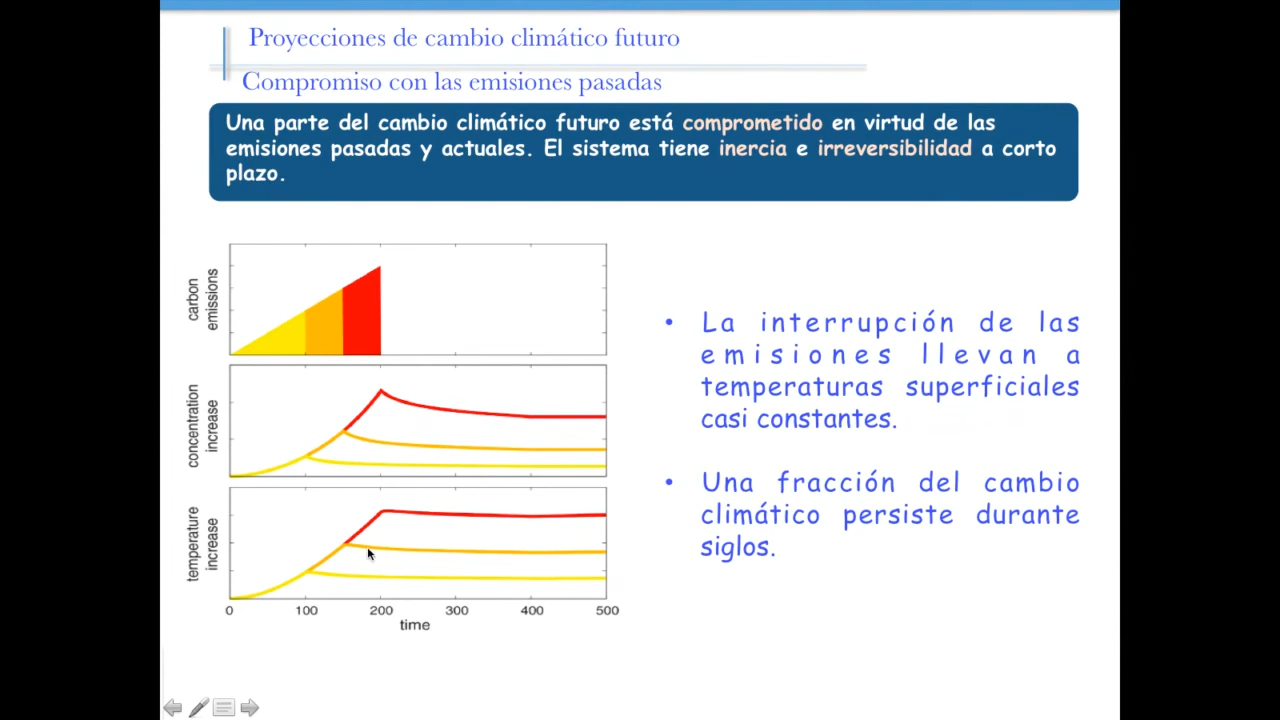 Proyecciones de cambio climático futuro
Compromiso con las emisiones pasadas
Una parte del cambio climático futuro está comprometido en virtud de las
emisiones pasadas y actuales. El sistema tiene inercia e irreversibilidad a corto
plazo.
carbon
emissions
concentration
increase
temperature
increase
0 100 200 300 400 500
time
• La interrupción de las
emisiones llevan a
temperaturas superficiales
casi constantes.
• Una fracción del cambio
climático persiste durante
siglos.